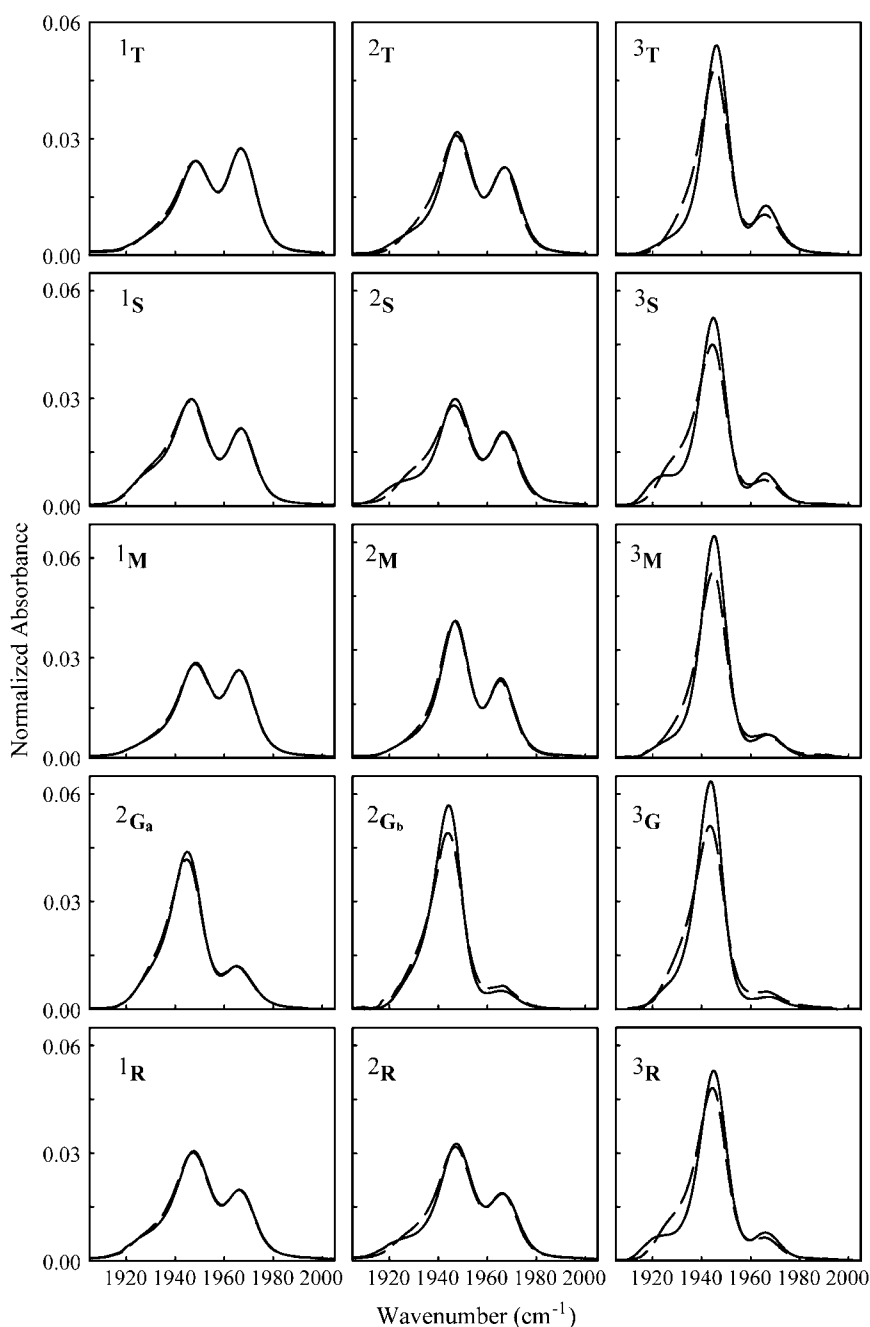 0.06
0.03
0.00
¹T
²T
³T
0.06
0.03
0.00
¹S
²S
³S
0.06
0.03
0.00
¹M
²M
³M
0.06
0.03
0.00
²Gₐ
²G_b
³G
0.06
0.03
0.00
¹R
²R
³R
1920 1940 1960 1980 2000
1920 1940 1960 1980 2000
1920 1940 1960 1980 2000
Normalized Absorbance
Wavenumber (cm⁻¹)